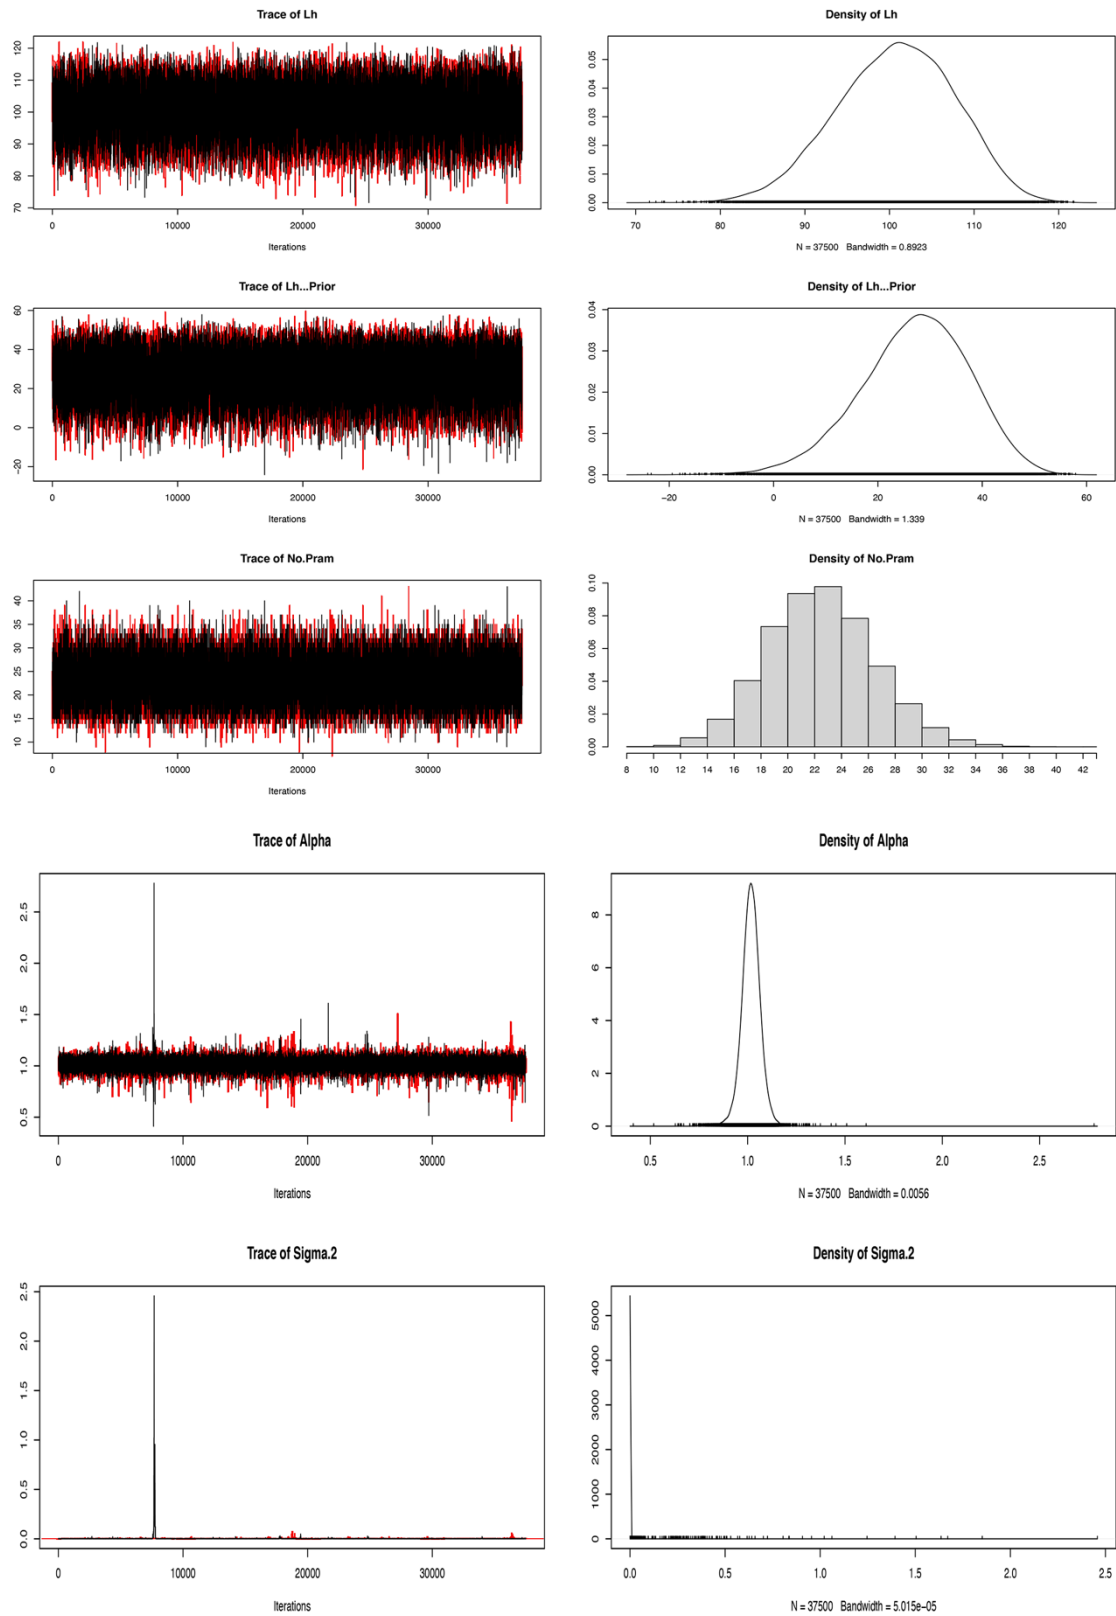 Trace of Lh
Density of Lh
70 80 90 100 110 120
0 10000 20000 30000
Iterations
0.00 0.01 0.02 0.03 0.04 0.05
70 80 90 100 110 120
N = 37500 Bandwidth = 0.8923
Trace of Lh...Prior
Density of Lh...Prior
−20 0 20 40 60
0 10000 20000 30000
Iterations
0.00 0.01 0.02 0.03 0.04
−20 0 20 40 60
N = 37500 Bandwidth = 1.339
Trace of No.Pram
Density of No.Pram
10 15 20 25 30 35 40
0 10000 20000 30000
Iterations
0.00 0.02 0.04 0.06 0.08 0.10
8 10 12 14 16 18 20 22 24 26 28 30 32 34 36 38 42
Trace of Alpha
Density of Alpha
0.5 1.0 1.5 2.0 2.5
0 10000 20000 30000
Iterations
0 2 4 6 8
0.5 1.0 1.5 2.0 2.5
N = 37500 Bandwidth = 0.0056
Trace of Sigma.2
Density of Sigma.2
0.0 0.5 1.0 1.5 2.0 2.5
0 10000 20000 30000
Iterations
0 1000 2000 3000 4000 5000
0.0 0.5 1.0 1.5 2.0 2.5
N = 37500 Bandwidth = 5.015e−05